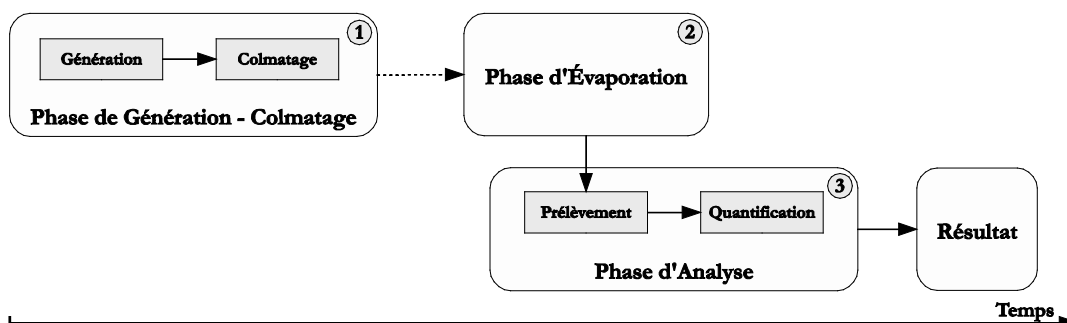 1
Génération
Colmatage
Phase de Génération - Colmatage
2
Phase d'Évaporation
3
Prélèvement
Quantification
Phase d'Analyse
Résultat
Temps